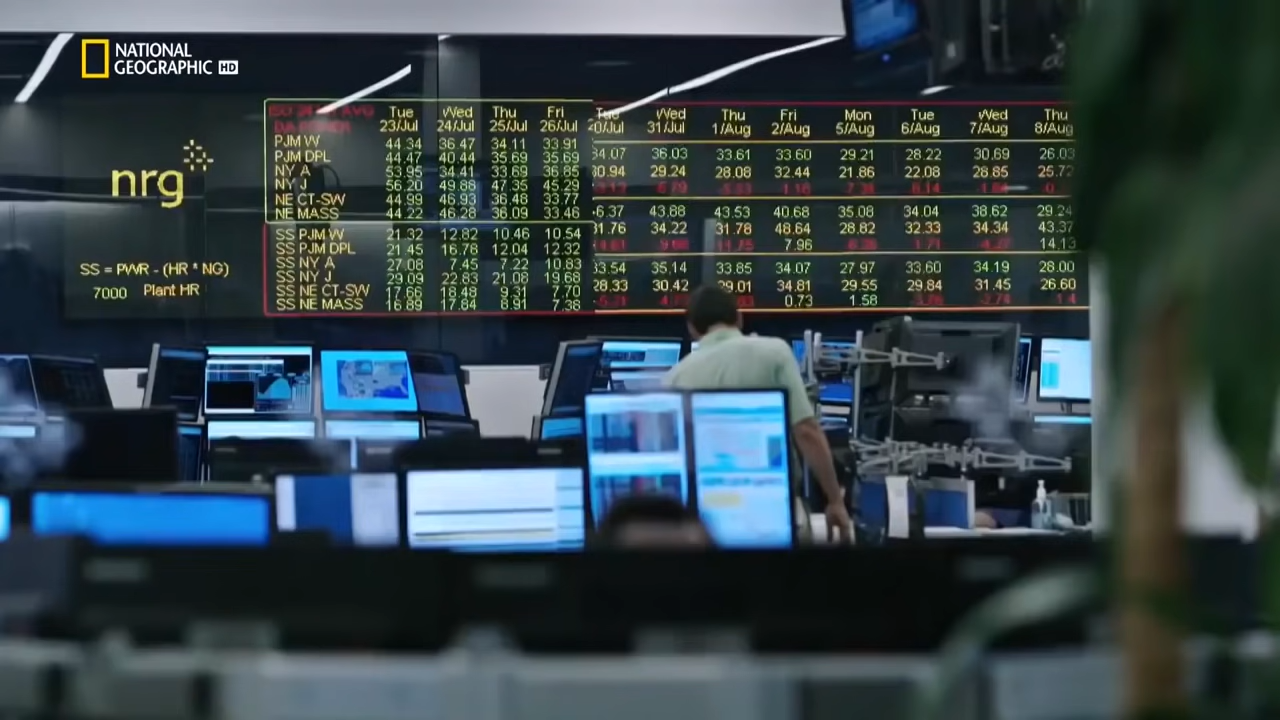 NATIONAL
GEOGRAPHIC HD
nrg
SS = PWR - (HR * NG)
7000 Plant HR
Tue Wed Thu Fri
23/Jul 24/Jul 25/Jul 26/Jul
PJM W 44.34 36.47 34.11 33.91
PJM DPL 44.47 40.44 35.69 35.69
NY A 53.95 34.41 33.69 36.85
NY J 56.20 49.88 47.35 45.29
NE CT-SW 44.99 46.93 36.48 33.77
NE MASS 44.22 46.28 36.09 33.46
SS PJM W 21.32 12.82 10.46 10.54
SS PJM DPL 21.45 16.78 12.04 12.32
SS NY A 27.08 7.45 7.22 10.83
SS NY J 29.09 22.83 21.08 19.68
SS NE CT-SW 17.66 18.48 9.31 7.70
SS NE MASS 16.89 17.84 8.91 7.38
Wed Thu Fri Mon Tue Wed Thu
31/Jul 1/Aug 2/Aug 5/Aug 6/Aug 7/Aug 8/Aug
36.03 33.61 33.60 29.21 28.22 30.69 26.03
29.24 28.08 32.44 21.86 22.08 28.85 25.72
43.88 43.53 40.68 35.08 34.04 38.62 29.24
34.22 31.78 48.64 28.82 32.33 34.34 43.37
7.96 14.13
35.14 33.85 34.07 27.97 33.60 34.19 28.00
30.42 29.01 34.81 29.55 29.84 31.45 26.60
0.73 1.58